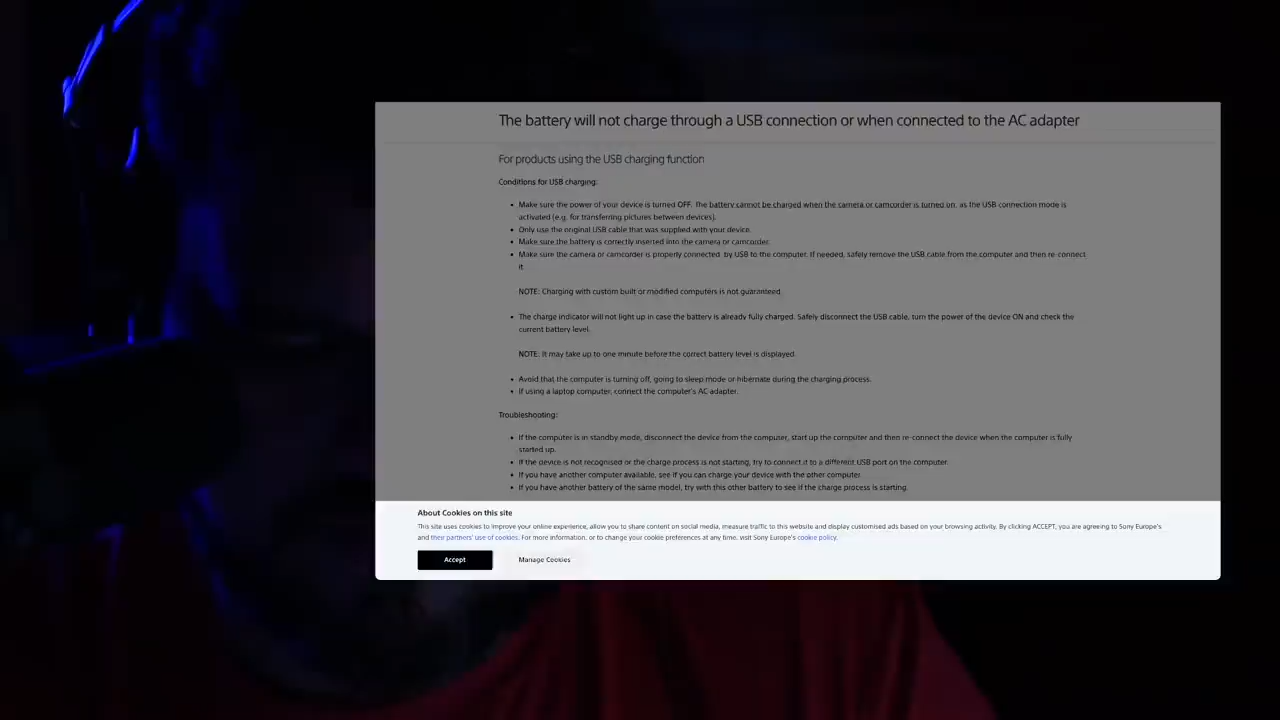 The battery will not charge through a USB connection or when connected to the AC adapter
For products using the USB charging function
Conditions for USB charging:
• Make sure the power of your device is turned OFF. The battery cannot be charged when the camera or camcorder is turned on, as the USB connection mode is
activated (e.g. for transferring pictures between devices).
• Only use the original USB cable that was supplied with your device.
• Make sure the battery is correctly inserted into the camera or camcorder.
• Make sure the camera or camcorder is properly connected by USB to the computer. If needed, safely remove the USB cable from the computer and then re-connect
it.
NOTE: Charging with custom built or modified computers is not guaranteed.
• The charge indicator will not light up in case the battery is already fully charged. Safely disconnect the USB cable, turn the power of the device ON and check the
current battery level.
NOTE: It may take up to one minute before the correct battery level is displayed.
• Avoid that the computer is turning off, going to sleep mode or hibernate during the charging process.
• If using a laptop computer, connect the computer's AC adapter.
Troubleshooting:
• If the computer is in standby mode, disconnect the device from the computer, start up the computer and then re-connect the device when the computer is fully
started up.
• If the device is not recognised or the charge process is not starting, try to connect it to a different USB port on the computer.
• If you have another computer available, see if you can charge your device with the other computer.
• If you have another battery of the same model, try with this other battery to see if the charge process is starting.
About Cookies on this site
This site uses cookies to improve your online experience, allow you to share content on social media, measure traffic to this website and display customised ads based on your browsing activity. By clicking ACCEPT, you are agreeing to Sony Europe's
and their partners' use of cookies. For more information, or to change your cookie preferences at any time, visit Sony Europe's cookie policy.
Accept
Manage Cookies